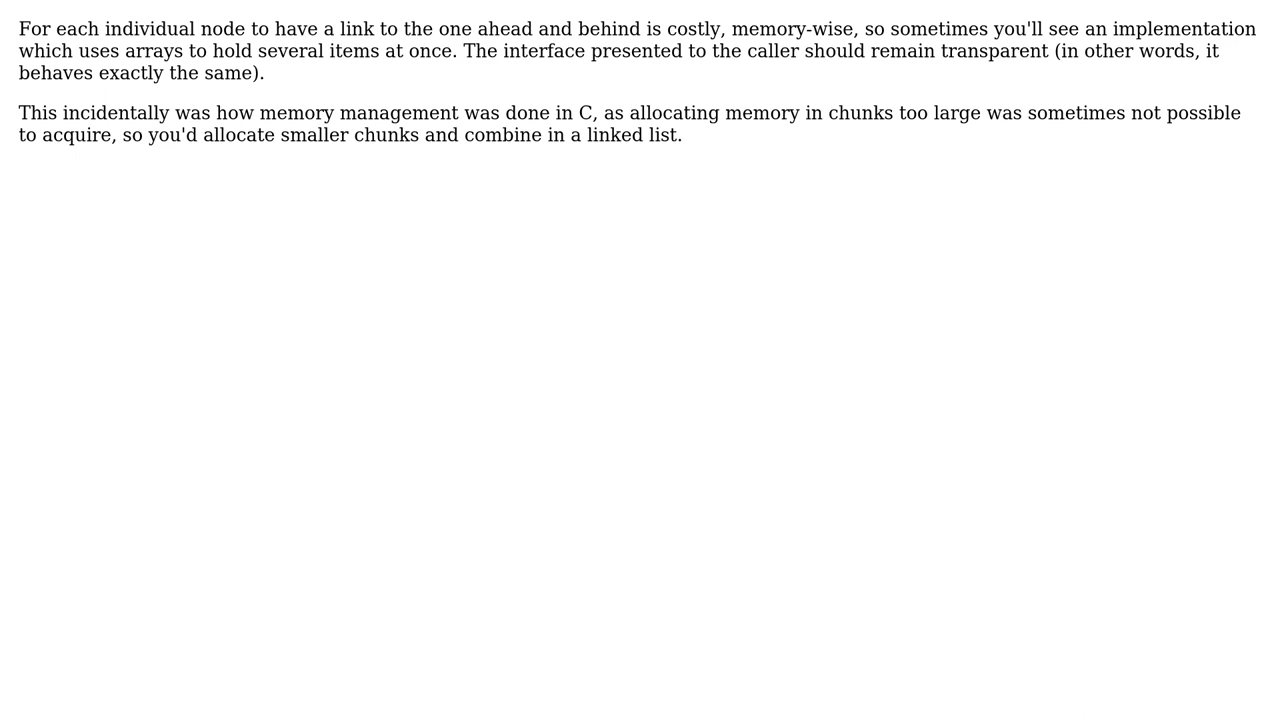 For each individual node to have a link to the one ahead and behind is costly, memory-wise, so sometimes you'll see an implementation
which uses arrays to hold several items at once. The interface presented to the caller should remain transparent (in other words, it
behaves exactly the same).
This incidentally was how memory management was done in C, as allocating memory in chunks too large was sometimes not possible
to acquire, so you'd allocate smaller chunks and combine in a linked list.